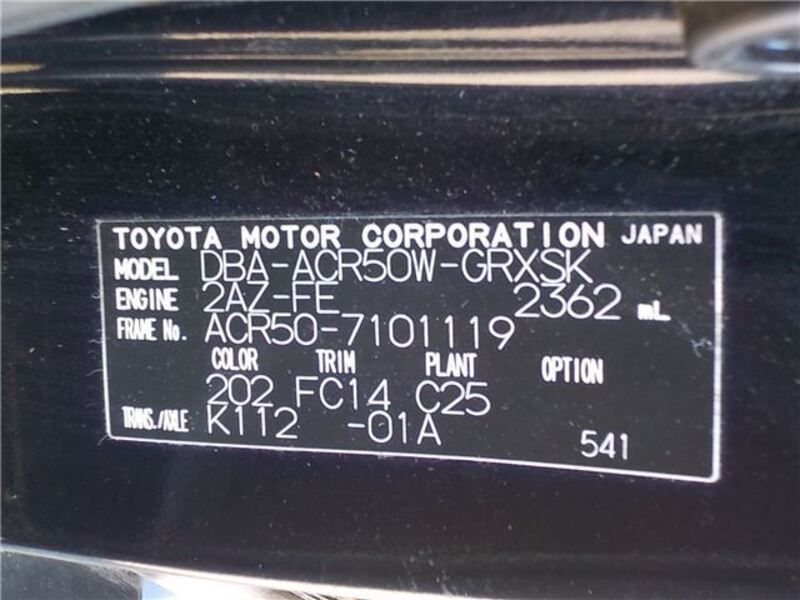 TOYOTA MOTOR CORPORATION JAPAN
MODEL DBA-ACR50W-GRXSK
ENGINE 2AZ-FE 2362 mL
FRAME No. ACR50-7101119
COLOR TRIM PLANT OPTION
202 FC14 C25
TRANS./AXLE K112 -01A 541